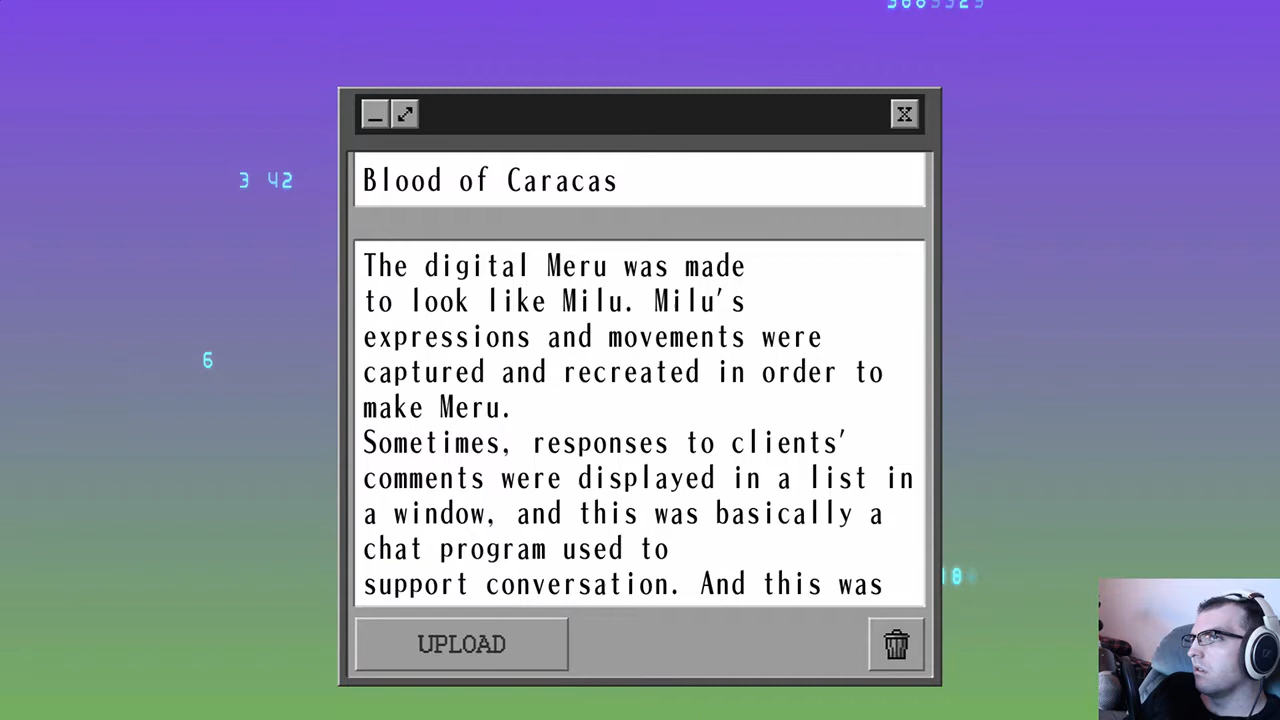 3085325
X
Blood of Caracas
3 42
The digital Meru was made
to look like Milu. Milu's
expressions and movements were
6
captured and recreated in order to
make Meru.
Sometimes, responses to clients'
comments were displayed in a list in
a window, and this was basically a
chat program used to
support conversation. And this was
UPLOAD